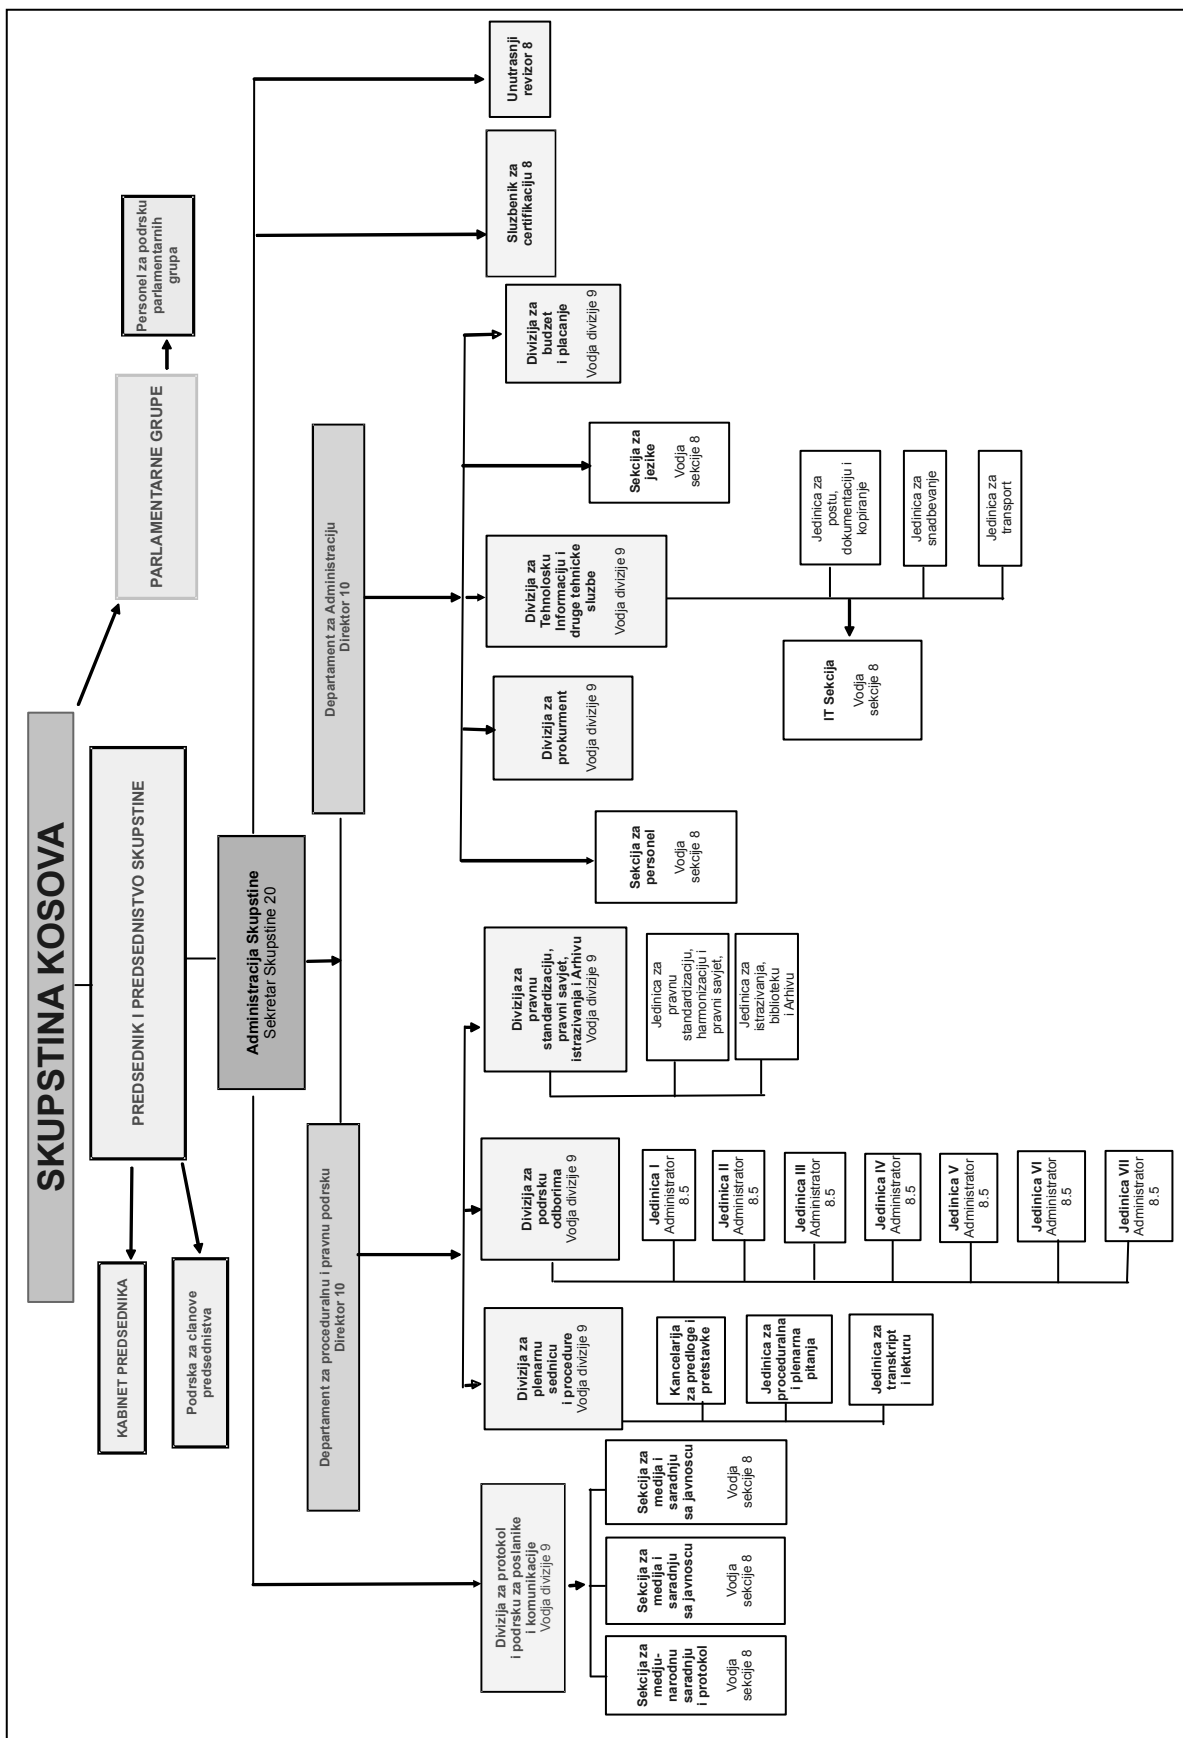 SKUPSTINA KOSOVA
PREDSEDNIK I PREDSEDNISTVO SKUPSTINE
KABINET PREDSEDNIKA
Podrska za clanove
predsednistva
PARLAMENTARNE GRUPE
Personel za podrsku
parlamentarnih
grupa
Administracija Skupstine
Sekretar Skupstine 20
Departament za proceduralnu i pravnu podrsku
Direktor 10
Departament za Administraciju
Direktor 10
Divizija za protokol
i podrsku za poslanike
i komunikacije
Vodja divizije 9
Divizija za
plenarnu
sednicu
i procedure
Vodja divizije 9
Divizija za
podrsku
odborima
Vodja divizije 9
Divizija za
pravnu
standardizaciju,
pravni savjet,
istrazivanja i Arhivu
Vodja divizije 9
Sekcija za
personel
Vodja
sekcije 8
Divizija za
prokurment
Vodja divizije 9
Divizija za
Tehnolosku
Informaciju i
druge tehnicke
sluzbe
Vodja divizije 9
Sekcija za
jezike
Vodja
sekcije 8
Divizija za
budzet
i placanje
Vodja divizije 9
Sluzbenik za
certifikaciju 8
Unutrasnji
revizor 8
Sekcija za
medju-
narodnu
saradnju
i protokol
Vodja
sekcije 8
Sekcija za
medija i
saradnju
sa javnoscu
Vodja
sekcije 8
Sekcija za
medija i
saradnju
sa javnoscu
Vodja
sekcije 8
Kancelarija
za predloge i
pretstavke
Jedinica za
proceduralna
i plenarna
pitanja
Jedinica za
transkript
i lekturu
Jedinica I
Administrator
8.5
Jedinica II
Administrator
8.5
Jedinica III
Administrator
8.5
Jedinica IV
Administrator
8.5
Jedinica V
Administrator
8.5
Jedinica VI
Administrator
8.5
Jedinica VII
Administrator
8.5
Jedinica za
pravnu
standardizaciju,
harmonizaciju i
pravni savjet,
Jedinica za
istrazivanja,
biblioteku
i Arhivu
IT Sekcija
Vodja
sekcije 8
Jedinica za
postu,
dokumentaciju i
kopiranje
Jedinica za
snadbevanje
Jedinica za
transport